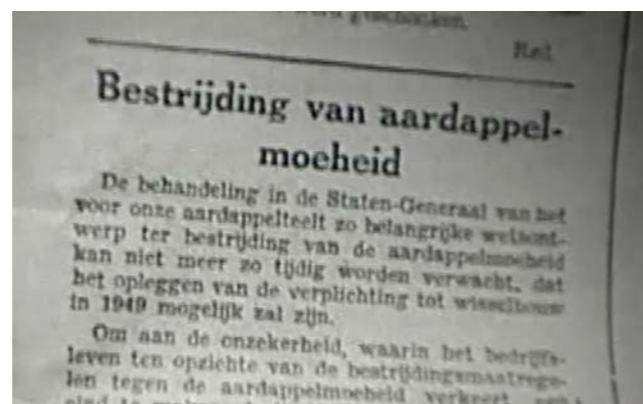 geschonken.
Red.
Bestrijding van aardappel-
moeheid
De behandeling in de Staten-Generaal van het
voor onze aardappelteelt zo belangrijke wetsont-
werp ter bestrijding van de aardappelmoeheid
kan niet meer zo tijdig worden verwacht, dat
het opleggen van de verplichting tot wisselbouw
in 1949 mogelijk zal zijn.
Om aan de onzekerheid, waarin het bedrijfs-
leven ten opzichte van de bestrijdingsmaatrege-
len tegen de aardappelmoeheid verkeert, een